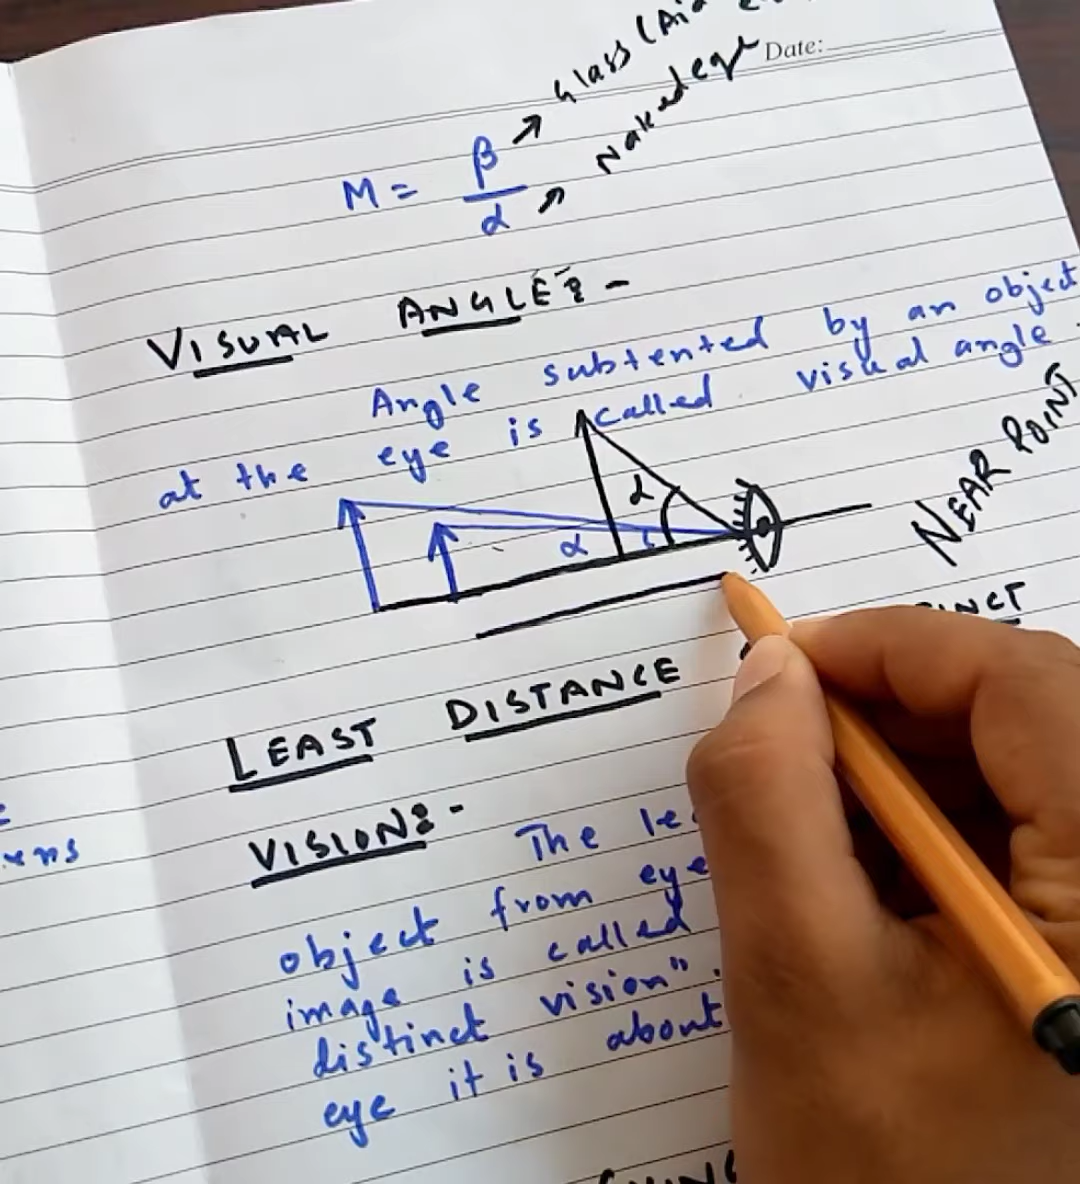 Date:
Glass (Aid
Naked eye
M = β
α
VISUAL ANGLE:-
Angle subtented by an object
at the eye is called visual angle.
α
α
NEAR POINT
LEAST DISTANCE
VISION:-
The
object from eye
image is called
distinct vision".
eye it is about